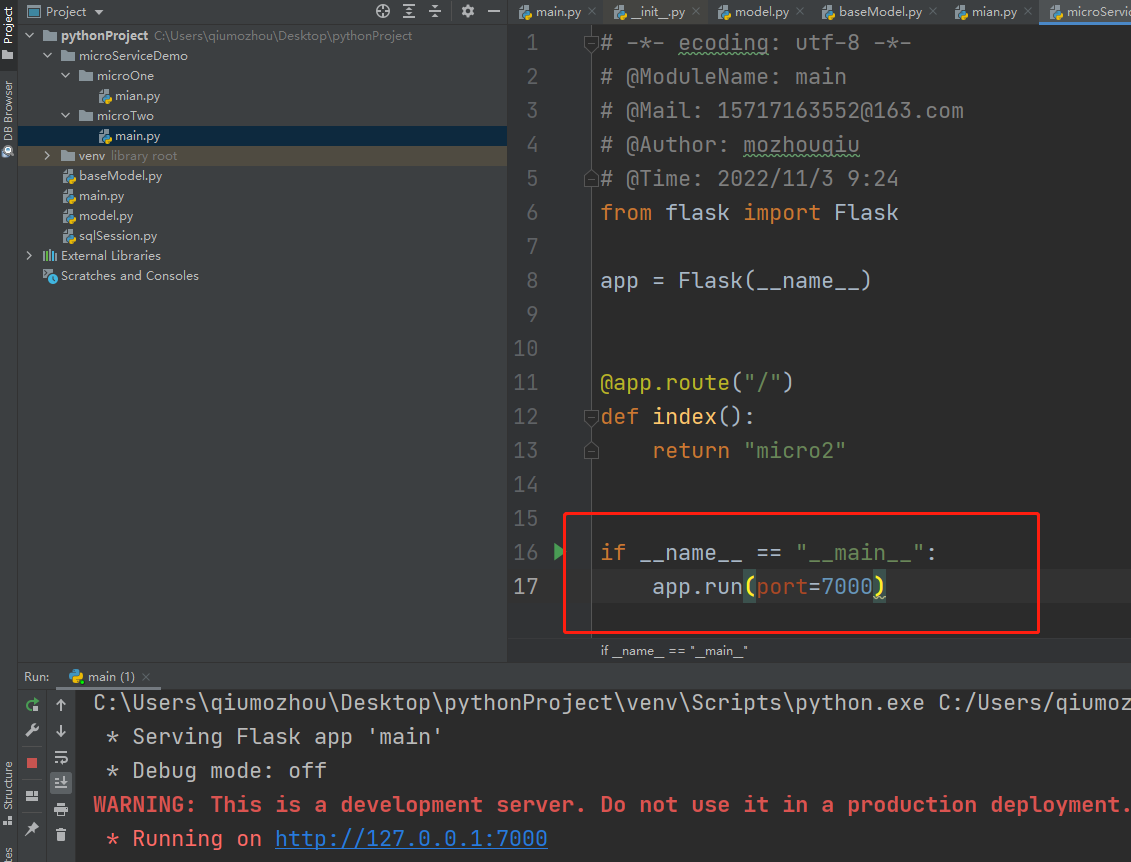 Project
main.py
__init__.py
model.py
baseModel.py
mian.py
microServi
Project
DB Browser
Structure
pythonProject C:\Users\qiumozhou\Desktop\pythonProject
microServiceDemo
microOne
mian.py
microTwo
main.py
venv library root
baseModel.py
main.py
model.py
sqlSession.py
External Libraries
Scratches and Consoles
1 # -*- ecoding: utf-8 -*-
2 # @ModuleName: main
3 # @Mail: 15717163552@163.com
4 # @Author: mozhouqiu
5 # @Time: 2022/11/3 9:24
6 from flask import Flask
7
8 app = Flask(__name__)
9
10
11 @app.route("/")
12 def index():
13 return "micro2"
14
15
16 if __name__ == "__main__":
17 app.run(port=7000)
if __name__ == "__main__"
Run: main (1)
C:\Users\qiumozhou\Desktop\pythonProject\venv\Scripts\python.exe C:/Users/qiumoz
* Serving Flask app 'main'
* Debug mode: off
WARNING: This is a development server. Do not use it in a production deployment.
* Running on http://127.0.0.1:7000